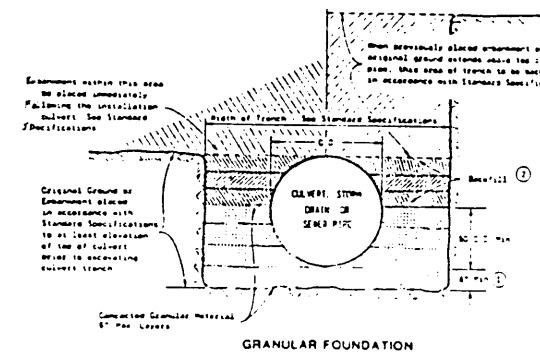 When previously placed embankment or
original ground extends above top
pipe, this area of trench to be
in accordance with Standard
Embankment within this area
be placed immediately
Following the installation
culvert. See Standard
Specifications
Width of Trench - See Standard Specifications
O.D.
Backfill ②
CULVERT, STORM
DRAIN OR
SEWER PIPE
Original Ground or
Embankment placed
in accordance with
Standard Specifications
to at least elevation
of top of culvert
prior to excavating
culvert trench
O.D. Min
Min
Compacted Granular Material
6" Max Layers
GRANULAR FOUNDATION